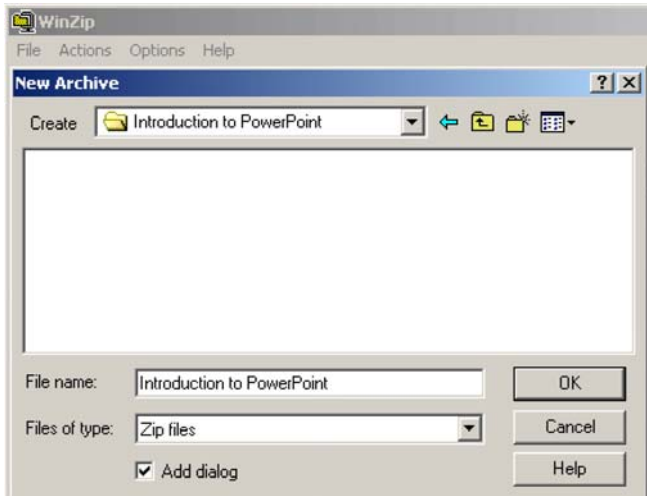 WinZip
File Actions Options Help
New Archive
Create Introduction to PowerPoint
File name: Introduction to PowerPoint OK
Files of type: Zip files Cancel
Add dialog Help